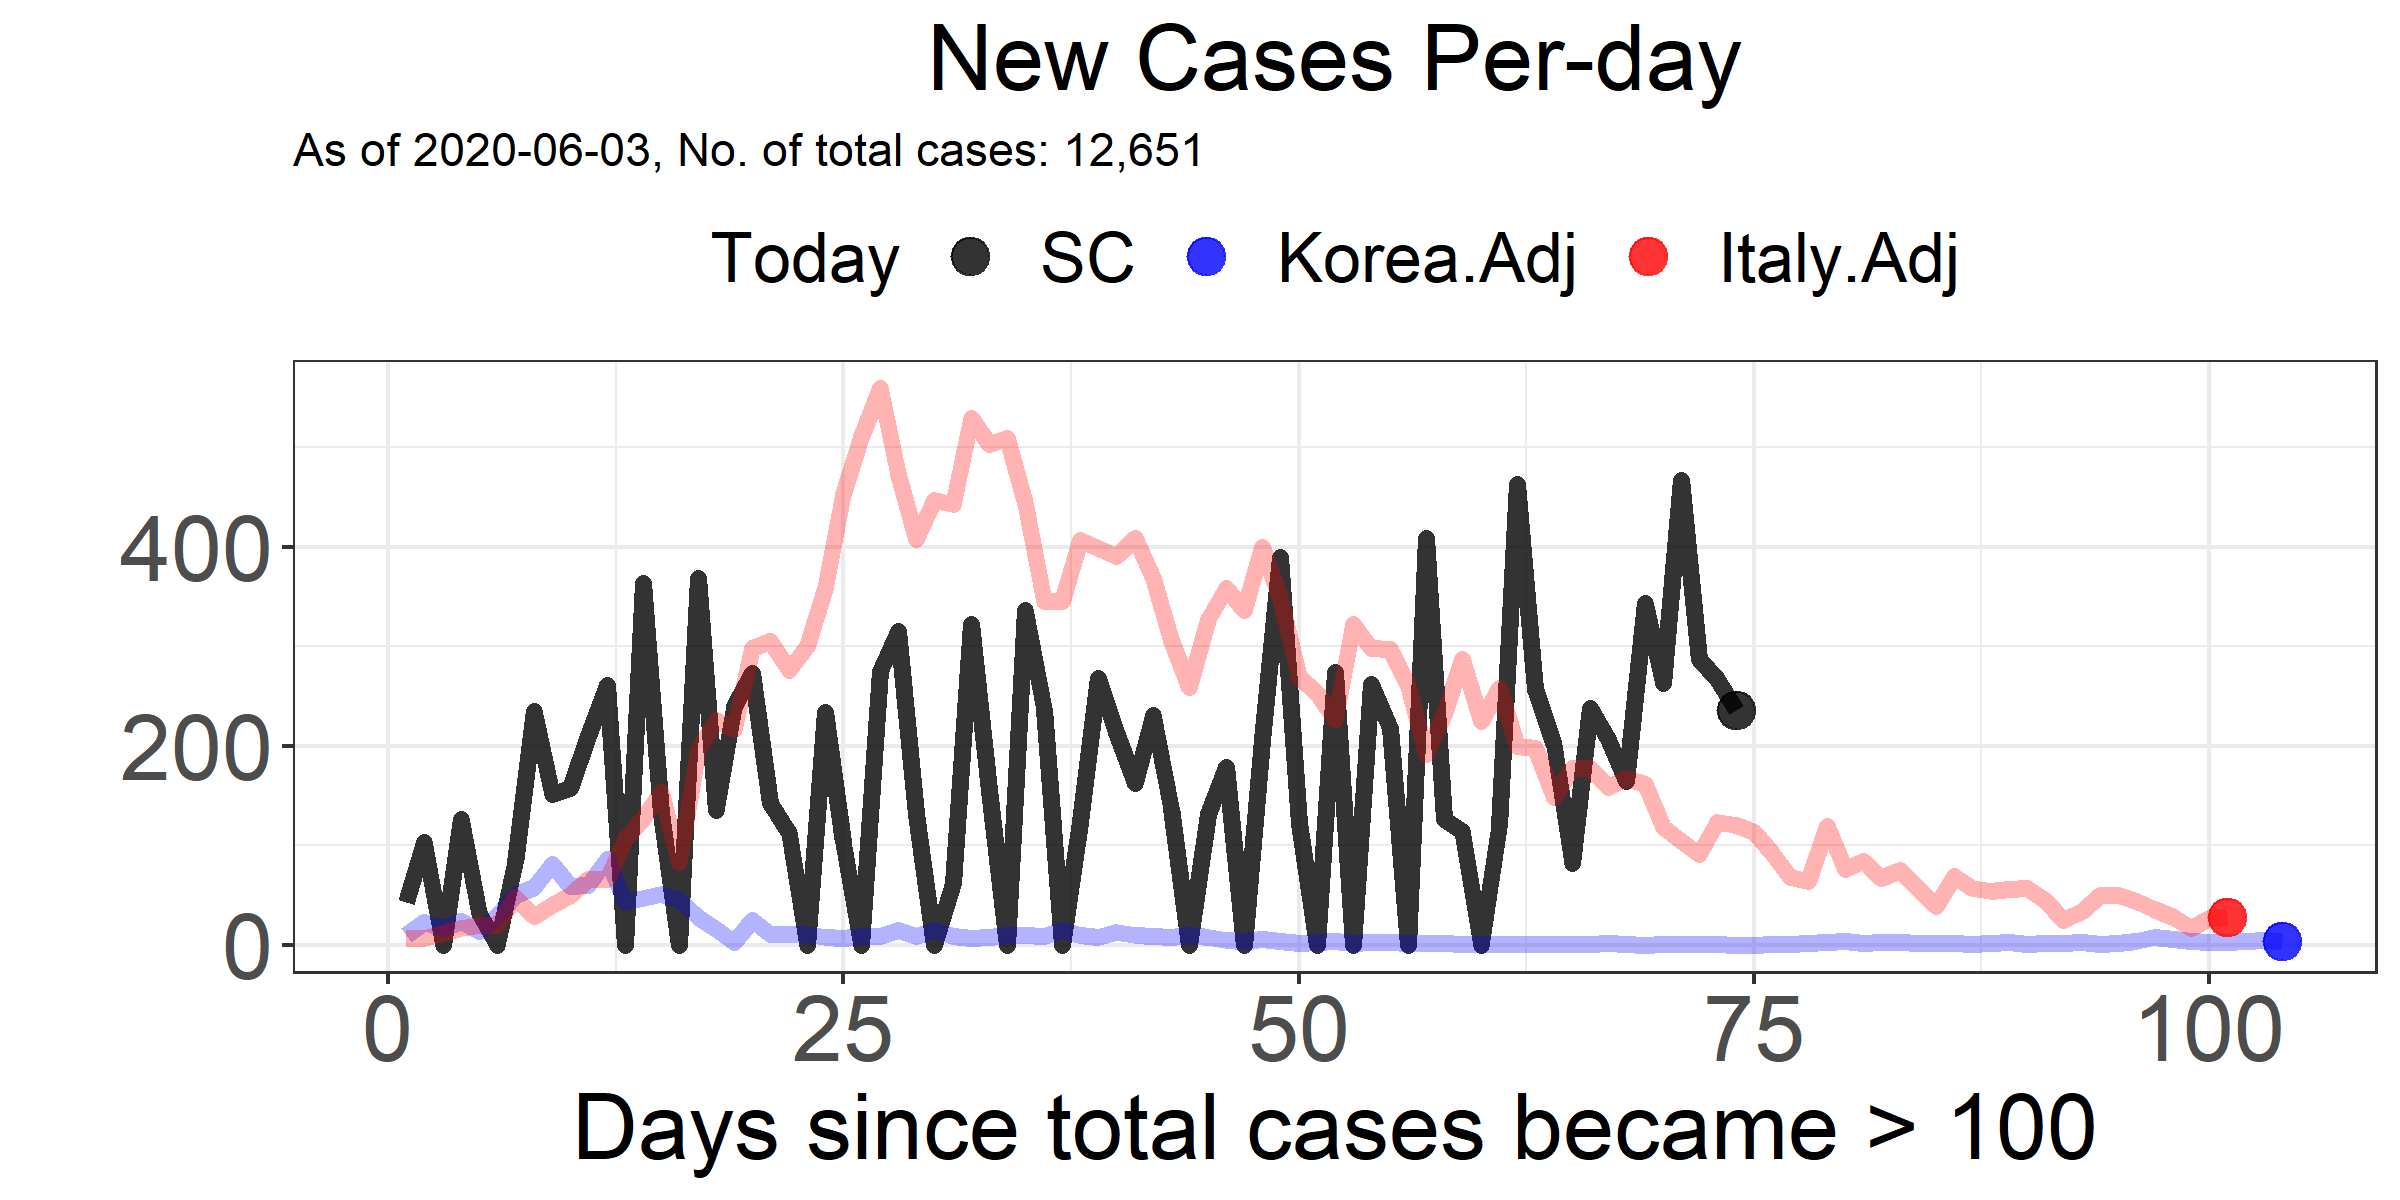 New Cases Per-day
As of 2020-06-03, No. of total cases: 12,651
Today SC Korea.Adj Italy.Adj
400
200
0
0 25 50 75 100
Days since total cases became > 100